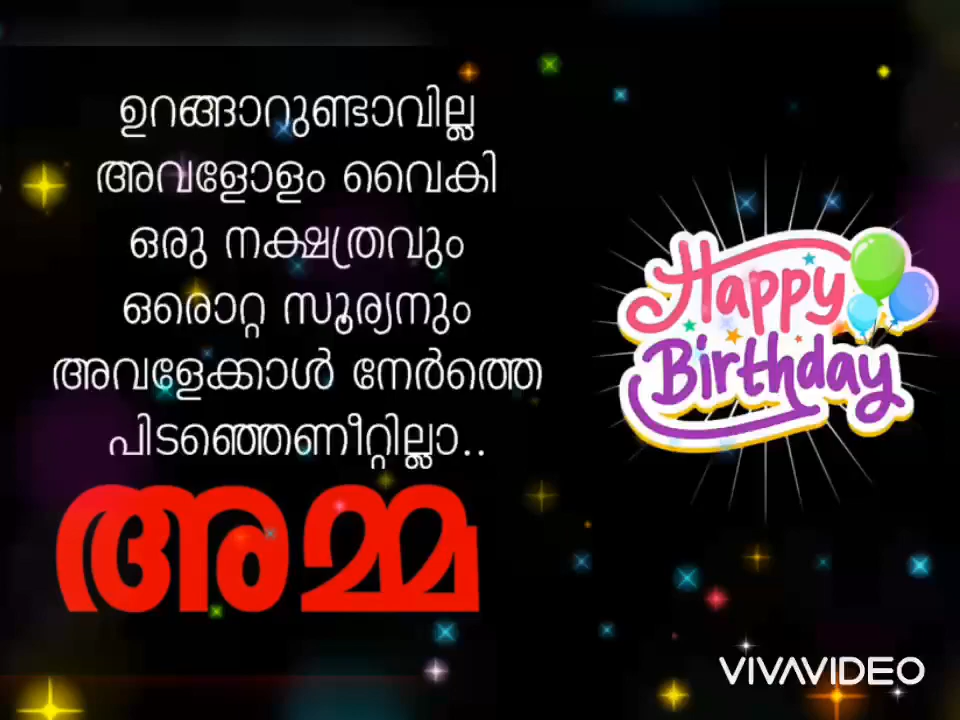 ഉറങ്ങാറുണ്ടാവില്ല
അവളോളം വൈകി
ഒരു നക്ഷത്രവും
ഒരൊറ്റ സൂര്യനും
അവളേക്കാൾ നേർത്തെ
പിടഞ്ഞെണീറ്റില്ലാ..
അമ്മ
Happy
Birthday
VIVAVIDEO